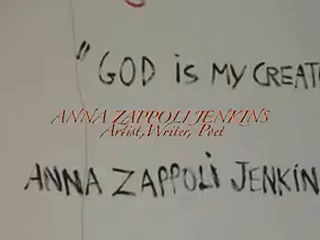 "GOD is MY CREAT
ANNA ZAPPOLI JENKINS
Artist, Writer, Poet
ANNA ZAPPOLi JENKIN